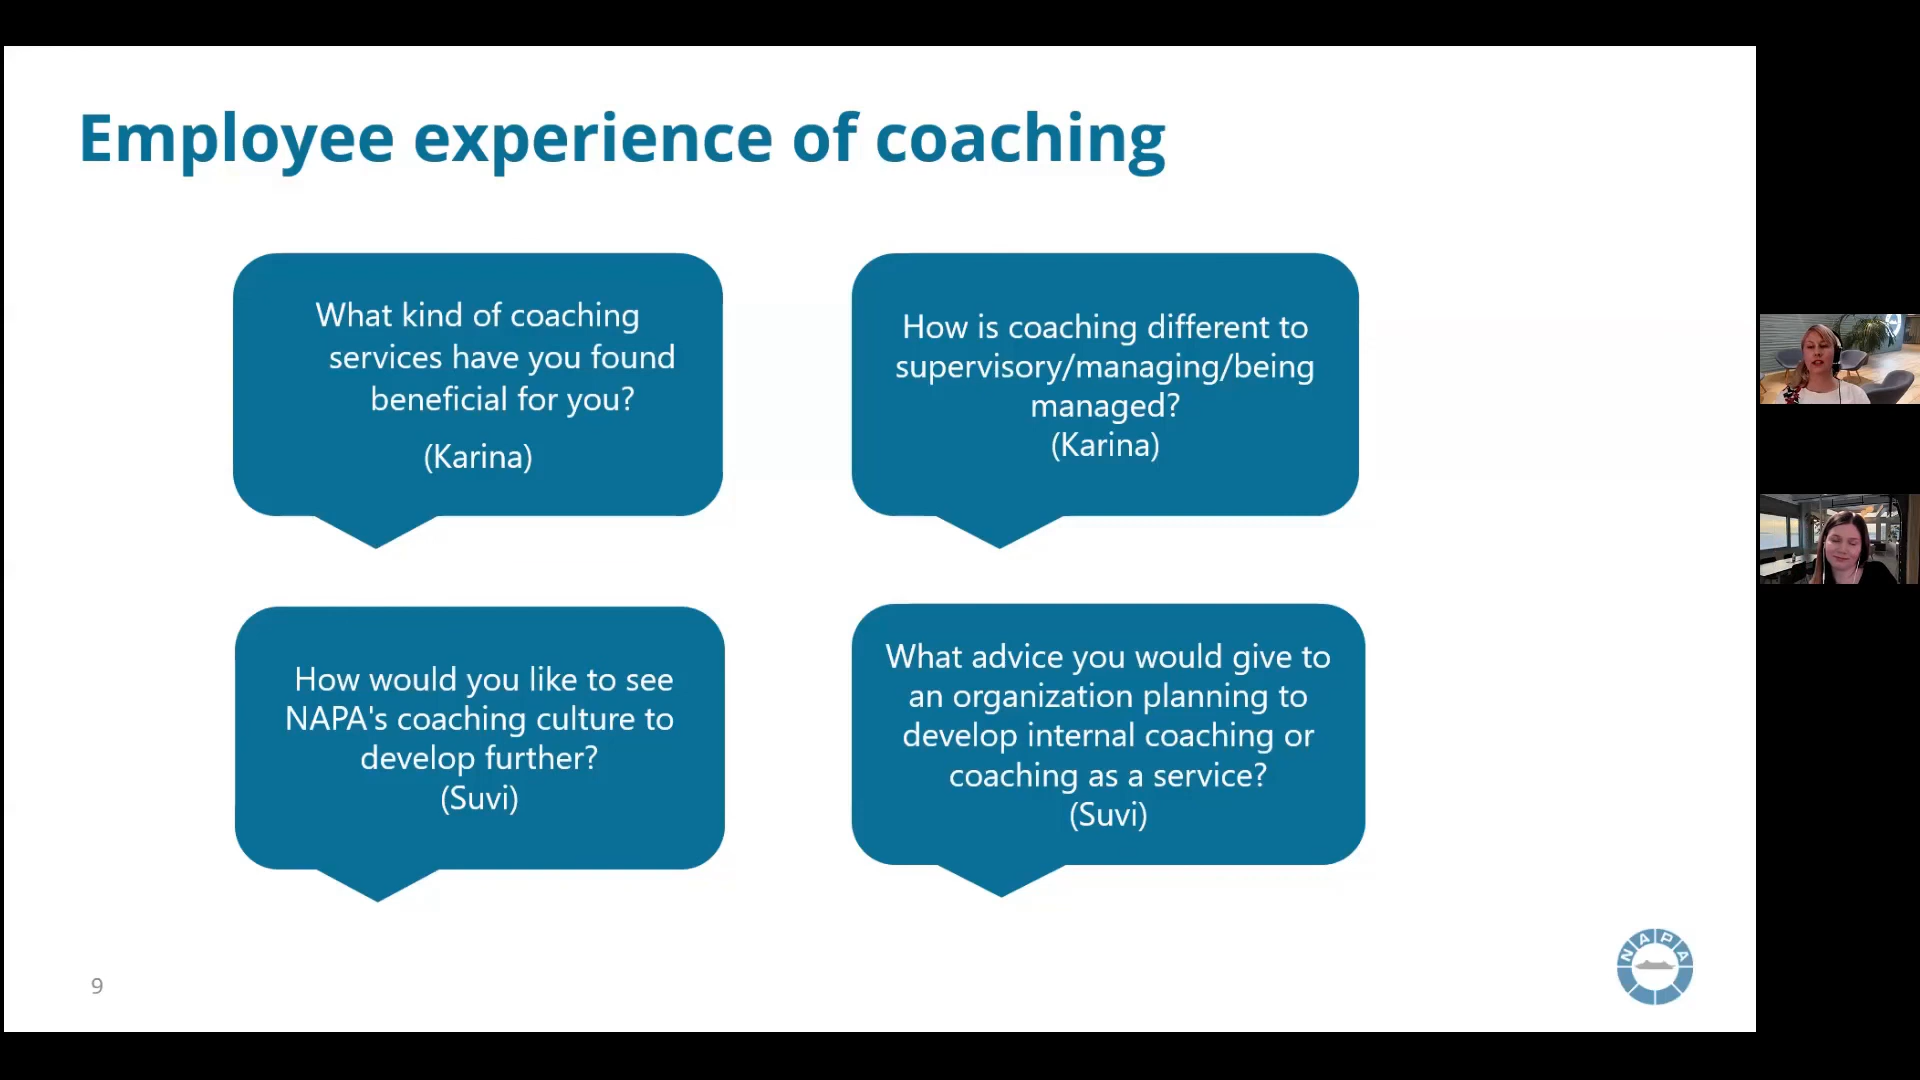 Employee experience of coaching
What kind of coaching
services have you found
beneficial for you?
(Karina)
How is coaching different to
supervisory/managing/being
managed?
(Karina)
How would you like to see
NAPA's coaching culture to
develop further?
(Suvi)
What advice you would give to
an organization planning to
develop internal coaching or
coaching as a service?
(Suvi)
9
NAPA